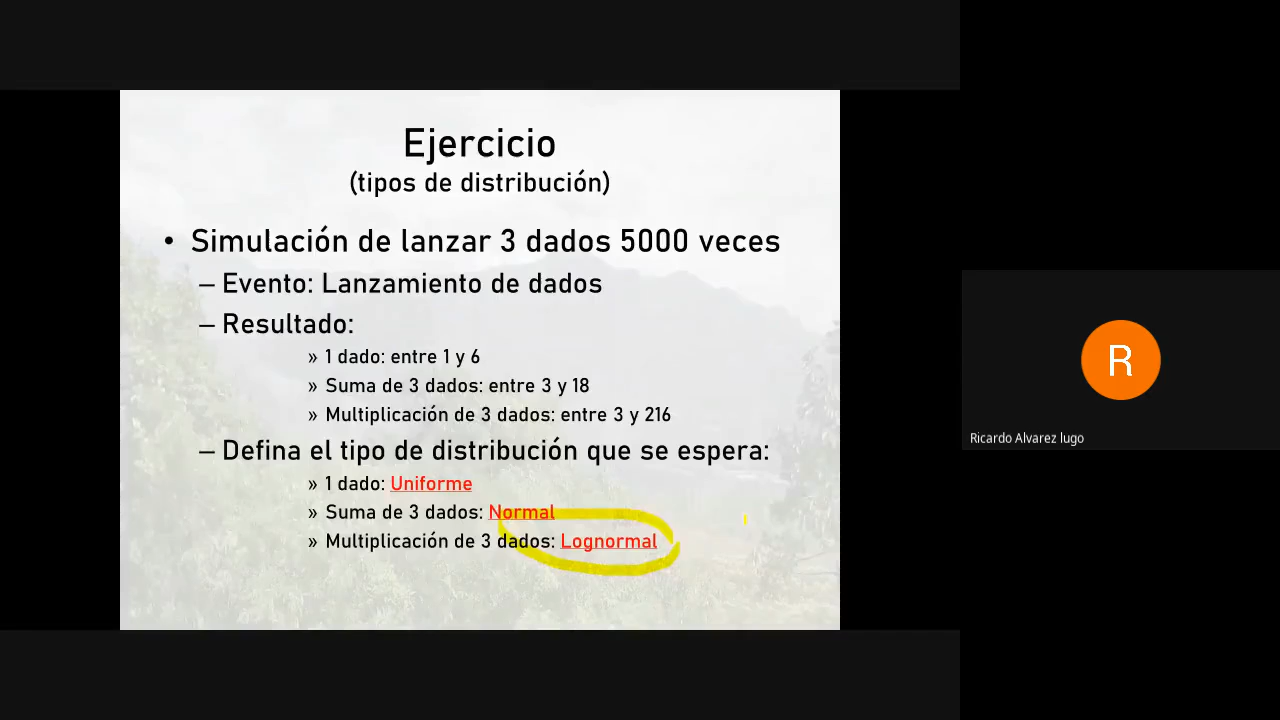 Ejercicio
(tipos de distribución)
• Simulación de lanzar 3 dados 5000 veces
– Evento: Lanzamiento de dados
– Resultado:
» 1 dado: entre 1 y 6
» Suma de 3 dados: entre 3 y 18
» Multiplicación de 3 dados: entre 3 y 216
– Defina el tipo de distribución que se espera:
» 1 dado: Uniforme
» Suma de 3 dados: Normal
» Multiplicación de 3 dados: Lognormal
R
Ricardo Alvarez lugo